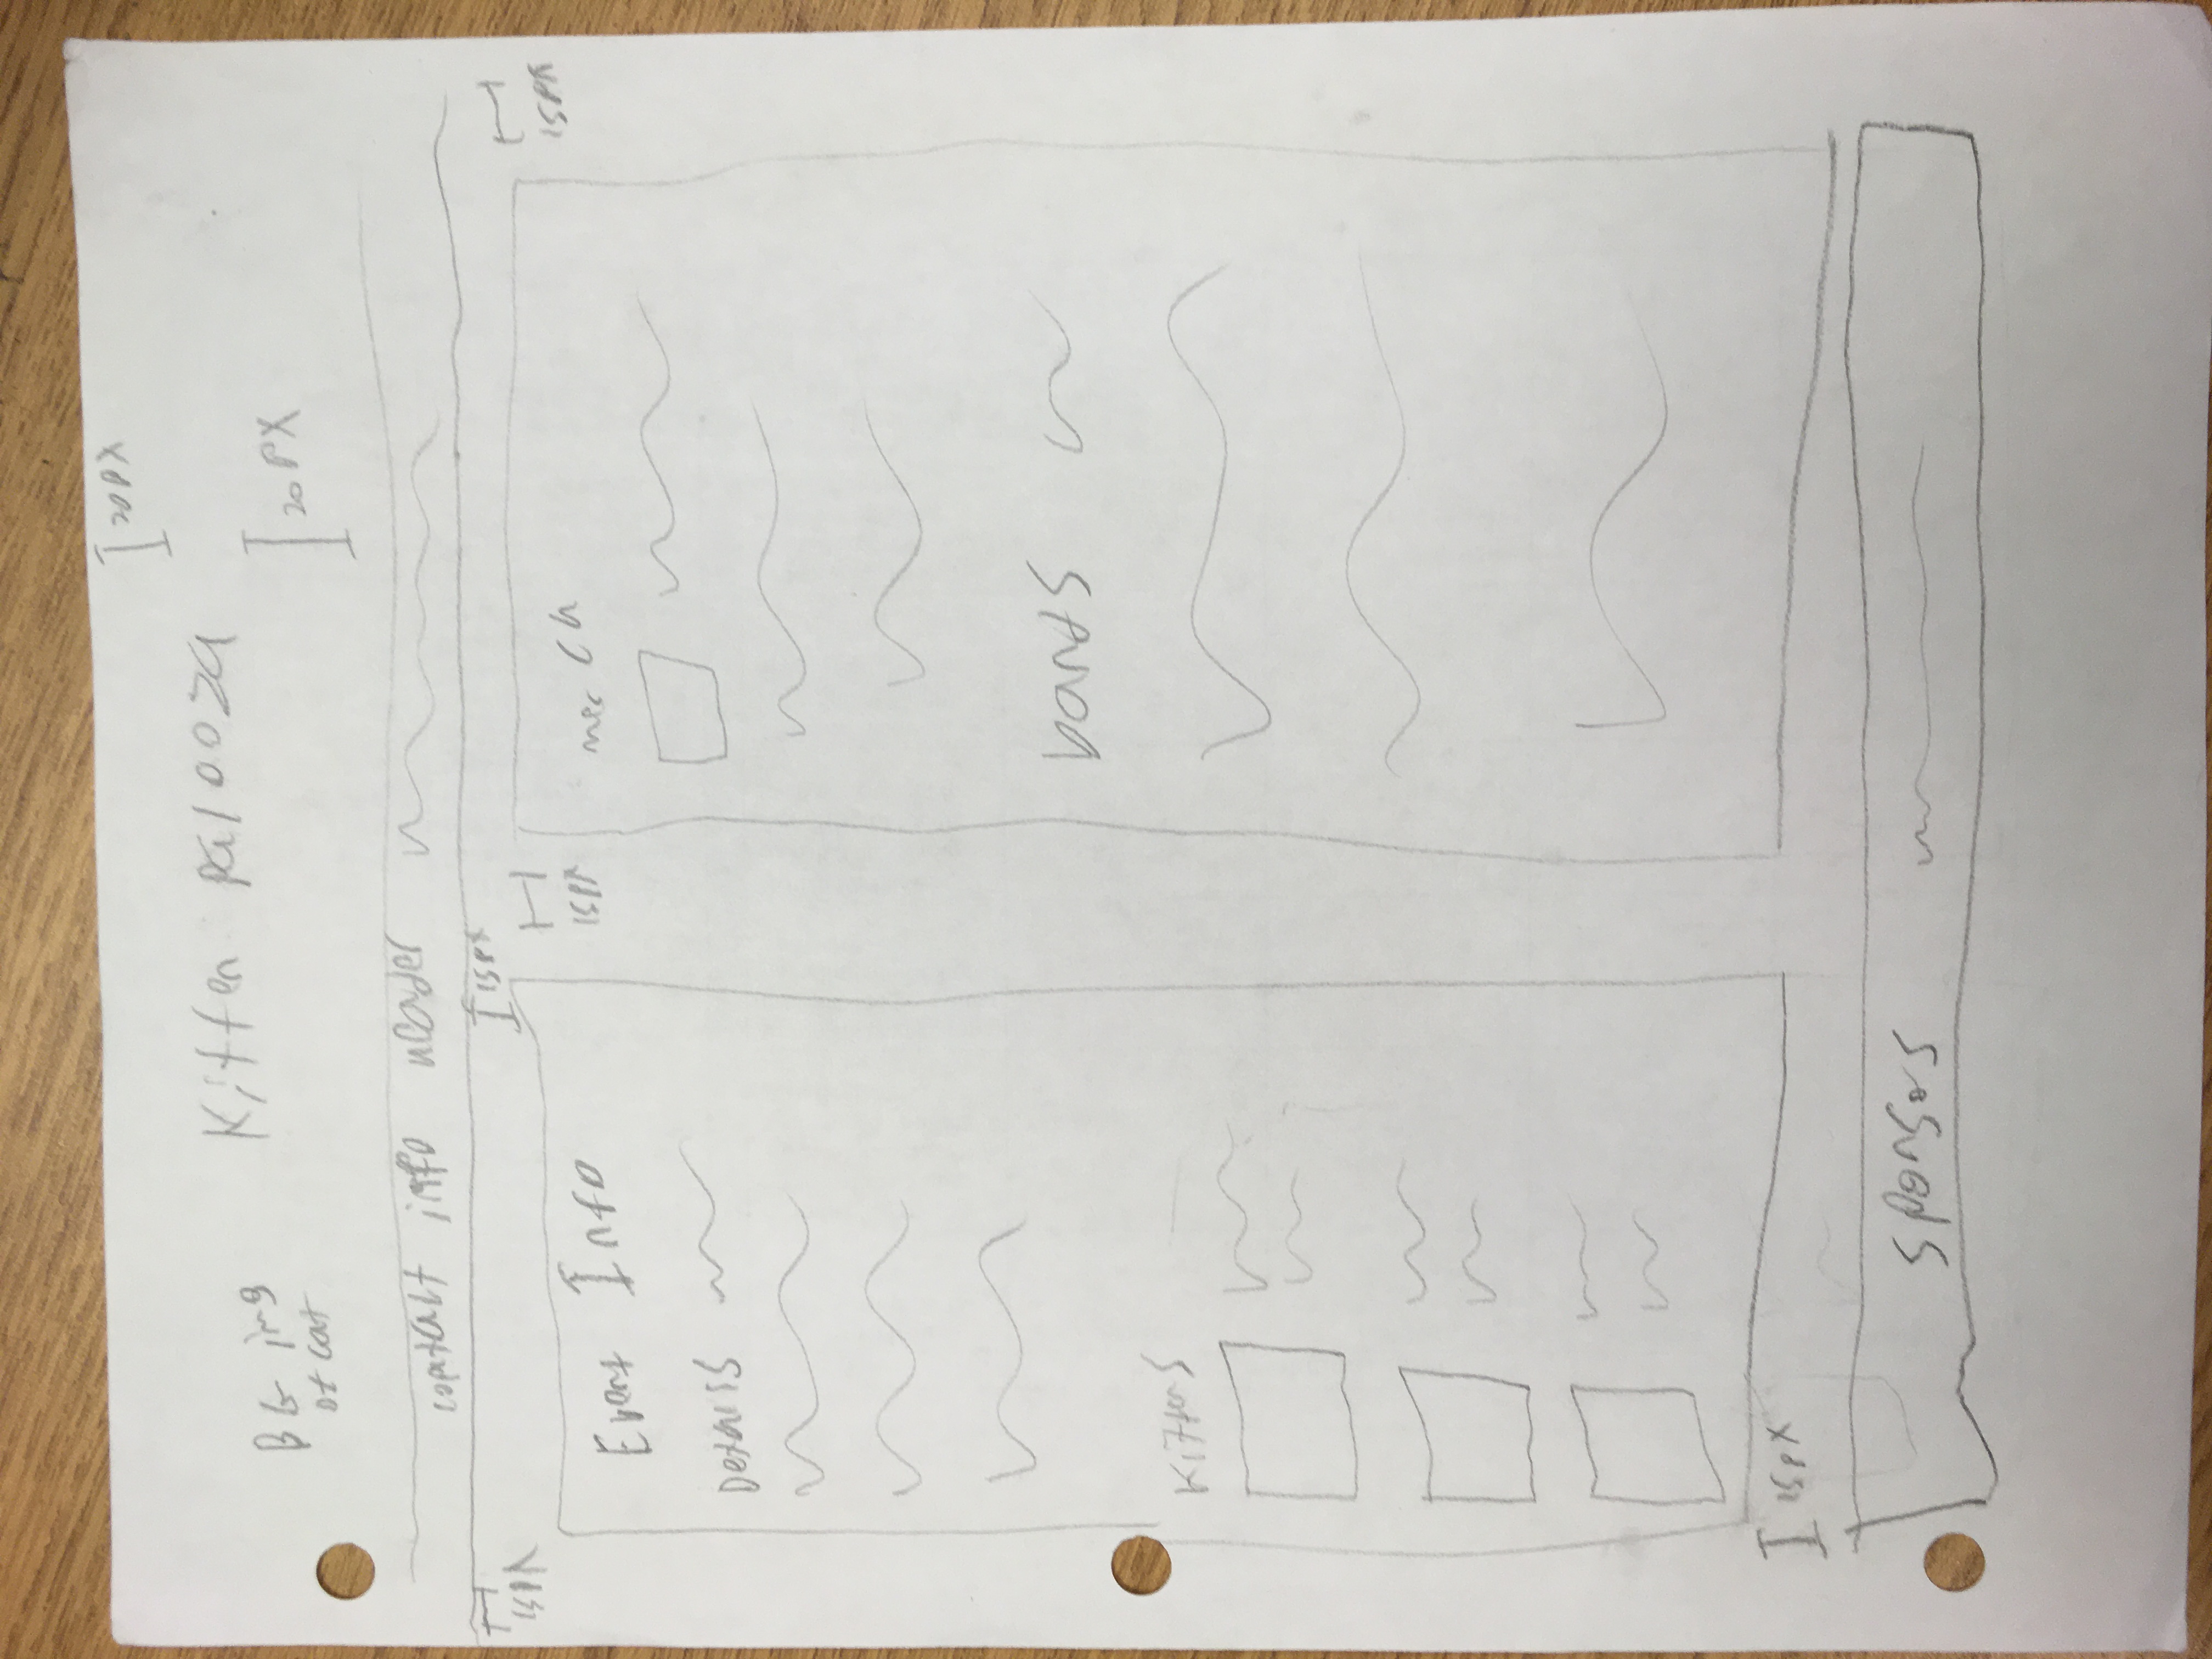 20px
Kitten palooza
BG img
of cat
20px
contact info header
15px
15px
15px
15px
Event Info
merch
Details
bands
Kittens
15px
sponsors